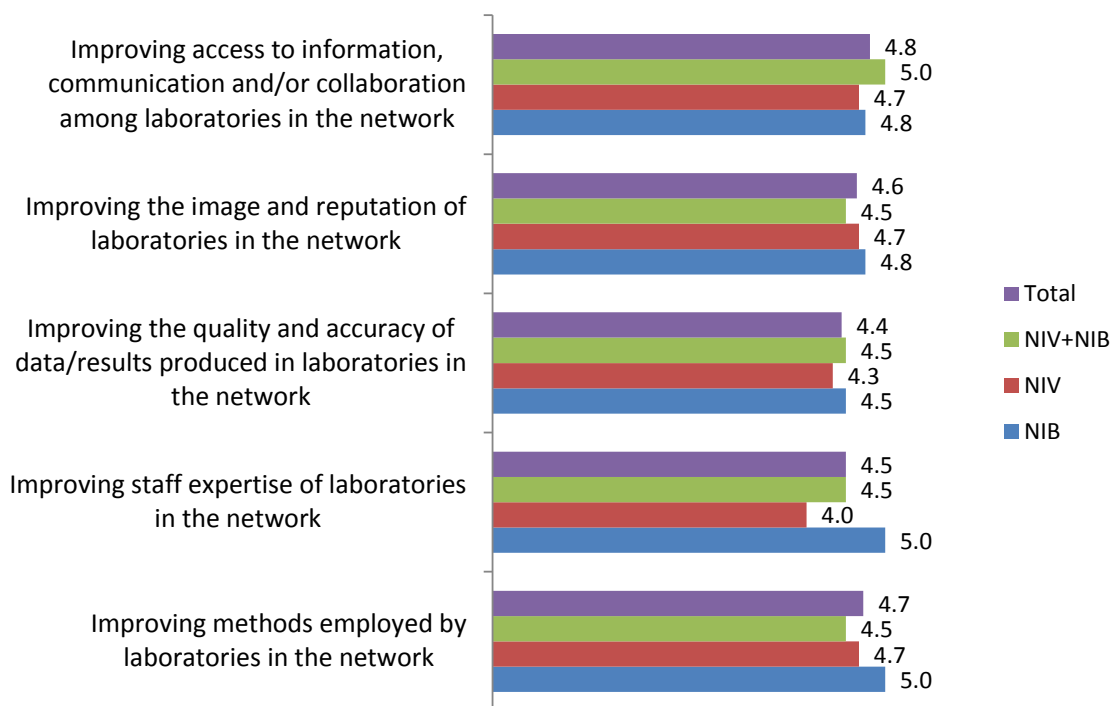 Improving access to information,
communication and/or collaboration
among laboratories in the network
4.8
5.0
4.7
4.8
Improving the image and reputation of
laboratories in the network
4.6
4.5
4.7
4.8
Improving the quality and accuracy of
data/results produced in laboratories in
the network
4.4
4.5
4.3
4.5
Improving staff expertise of laboratories
in the network
4.5
4.5
4.0
5.0
Improving methods employed by
laboratories in the network
4.7
4.5
4.7
5.0
Total
NIV+NIB
NIV
NIB